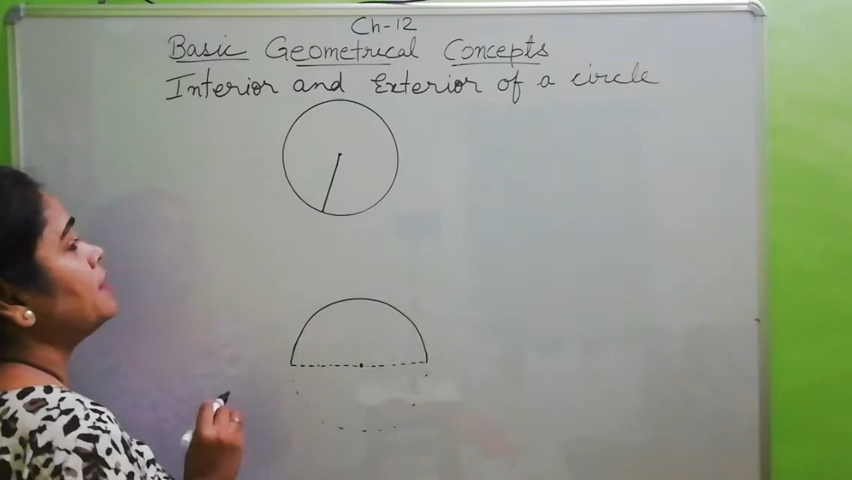 Ch-12
Basic Geometrical Concepts
Interior and Exterior of a circle